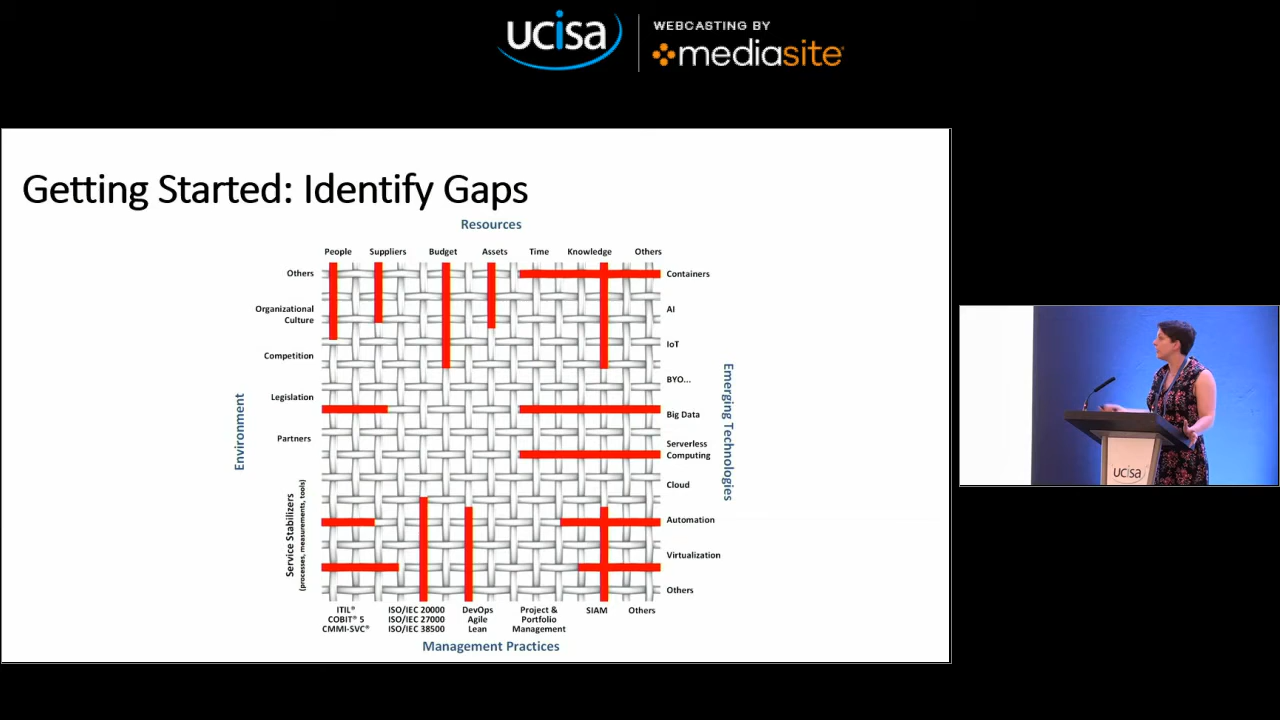 ucisa
WEBCASTING BY
mediasite
Getting Started: Identify Gaps
Resources
People Suppliers Budget Assets Time Knowledge Others
Others
Organizational
Culture
Competition
Legislation
Partners
Environment
Service Stabilizers
(processes, measurements, tools)
Containers
AI
IoT
BYO...
Big Data
Serverless
Computing
Cloud
Automation
Virtualization
Others
Emerging Technologies
ITIL®
COBIT® 5
CMMI-SVC®
ISO/IEC 20000
ISO/IEC 27000
ISO/IEC 38500
DevOps
Agile
Lean
Project &
Portfolio
Management
SIAM
Others
Management Practices
ucisa